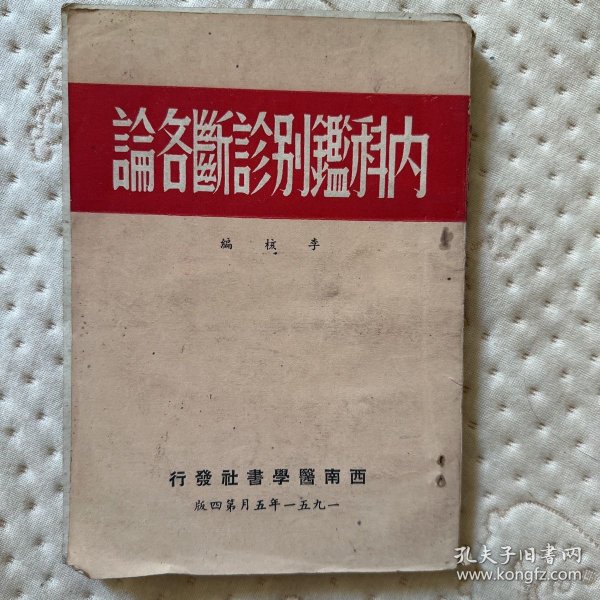 內科鑑別診斷各論
李核編
西南醫學書社發行
一九五一年五月第四版
孔夫子旧书网
www.kongfz.com